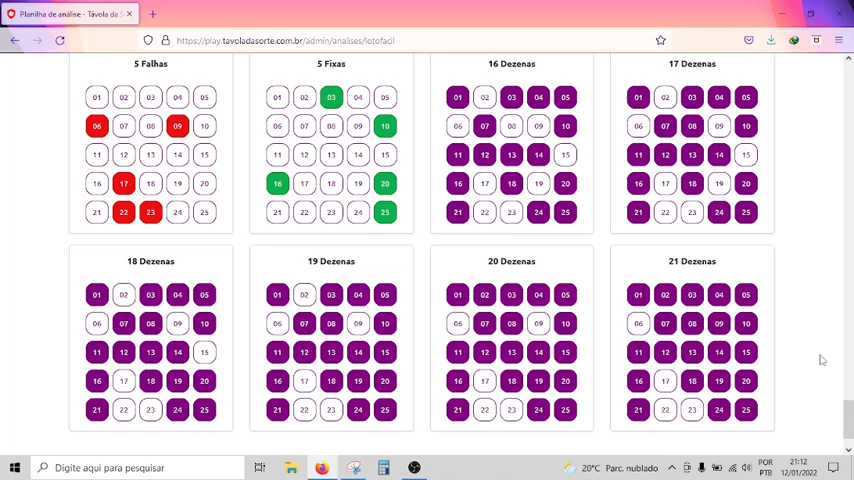 Planilha de análise - Távola da S
https://play.tavoladasorte.com.br/admin/analises/lotofacil
5 Falhas
01 02 03 04 05
06 07 08 09 10
11 12 13 14 15
16 17 18 19 20
21 22 23 24 25
5 Fixas
01 02 03 04 05
06 07 08 09 10
11 12 13 14 15
16 17 18 19 20
21 22 23 24 25
16 Dezenas
01 02 03 04 05
06 07 08 09 10
11 12 13 14 15
16 17 18 19 20
21 22 23 24 25
17 Dezenas
01 02 03 04 05
06 07 08 09 10
11 12 13 14 15
16 17 18 19 20
21 22 23 24 25
18 Dezenas
01 02 03 04 05
06 07 08 09 10
11 12 13 14 15
16 17 18 19 20
21 22 23 24 25
19 Dezenas
01 02 03 04 05
06 07 08 09 10
11 12 13 14 15
16 17 18 19 20
21 22 23 24 25
20 Dezenas
01 02 03 04 05
06 07 08 09 10
11 12 13 14 15
16 17 18 19 20
21 22 23 24 25
21 Dezenas
01 02 03 04 05
06 07 08 09 10
11 12 13 14 15
16 17 18 19 20
21 22 23 24 25
Digite aqui para pesquisar
20°C Parc. nublado
POR
PTB
21:12
12/01/2022